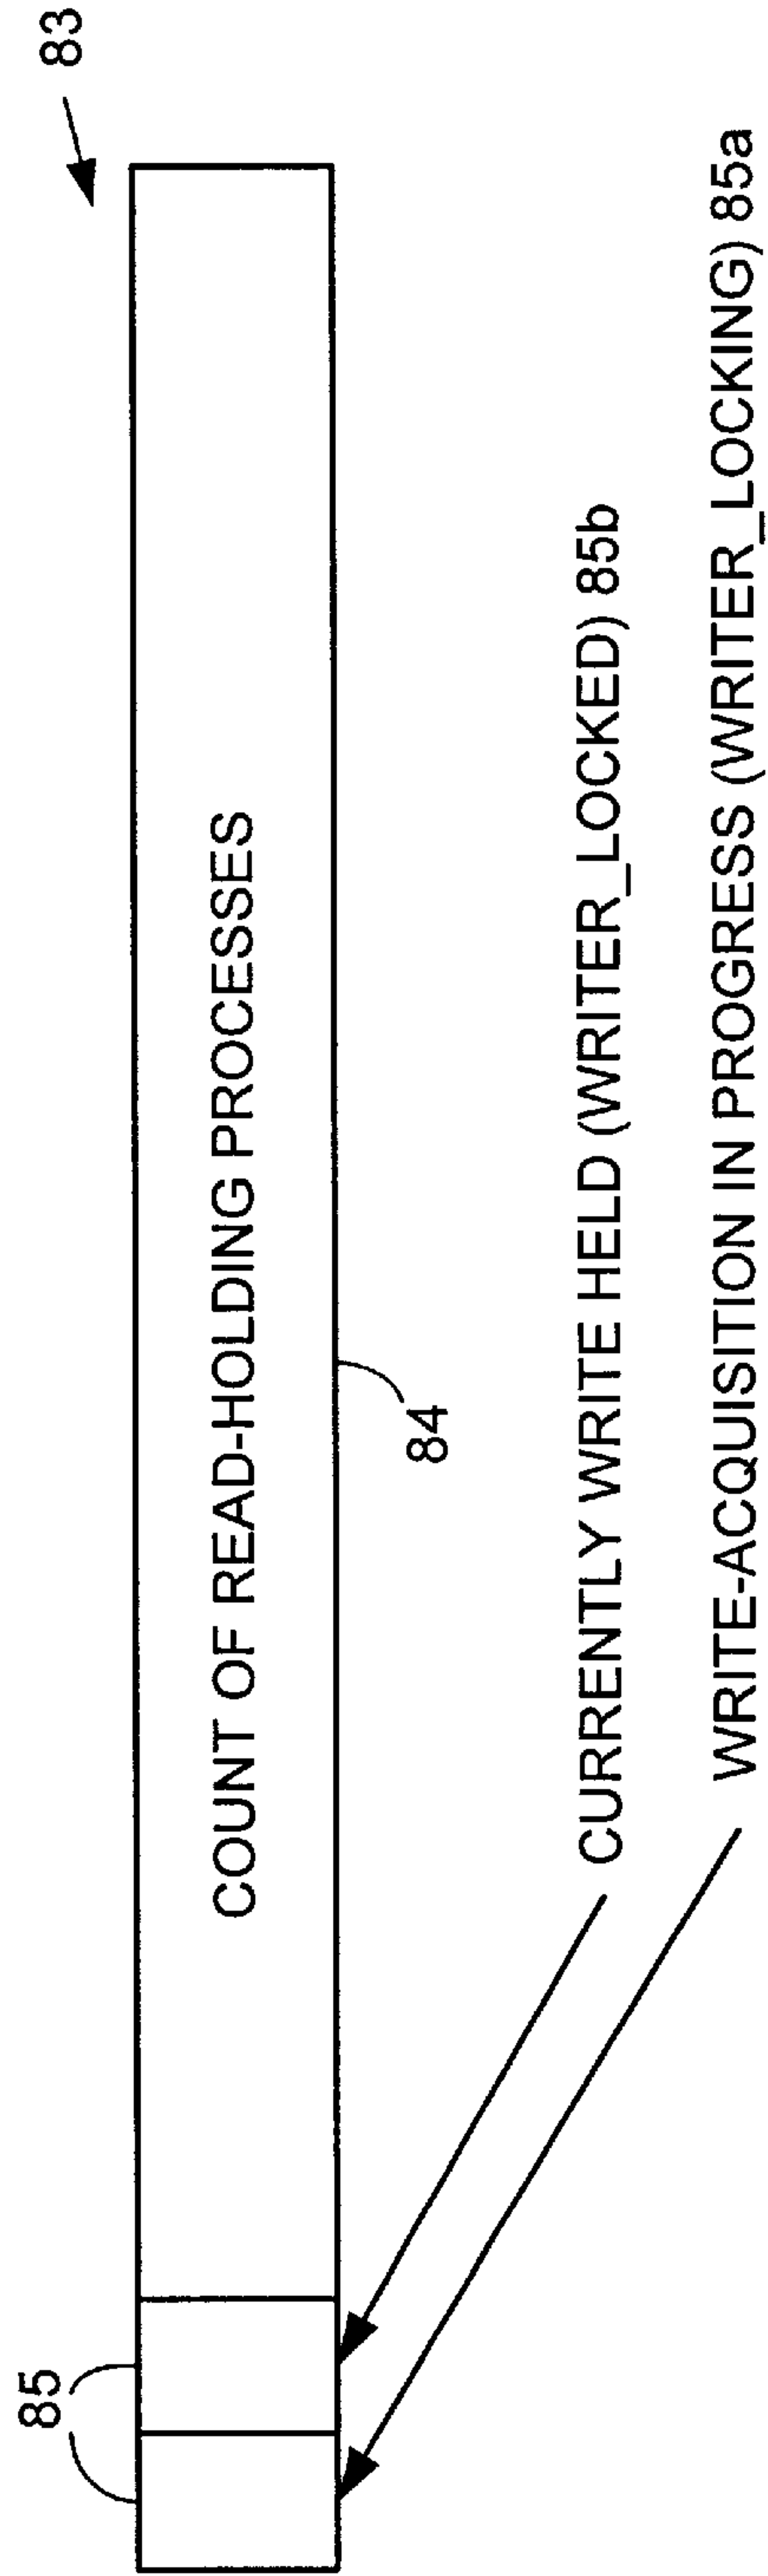 83
85
COUNT OF READ-HOLDING PROCESSES
84
CURRENTLY WRITE HELD (WRITER_LOCKED) 85b
WRITE-ACQUISITION IN PROGRESS (WRITER_LOCKING) 85a